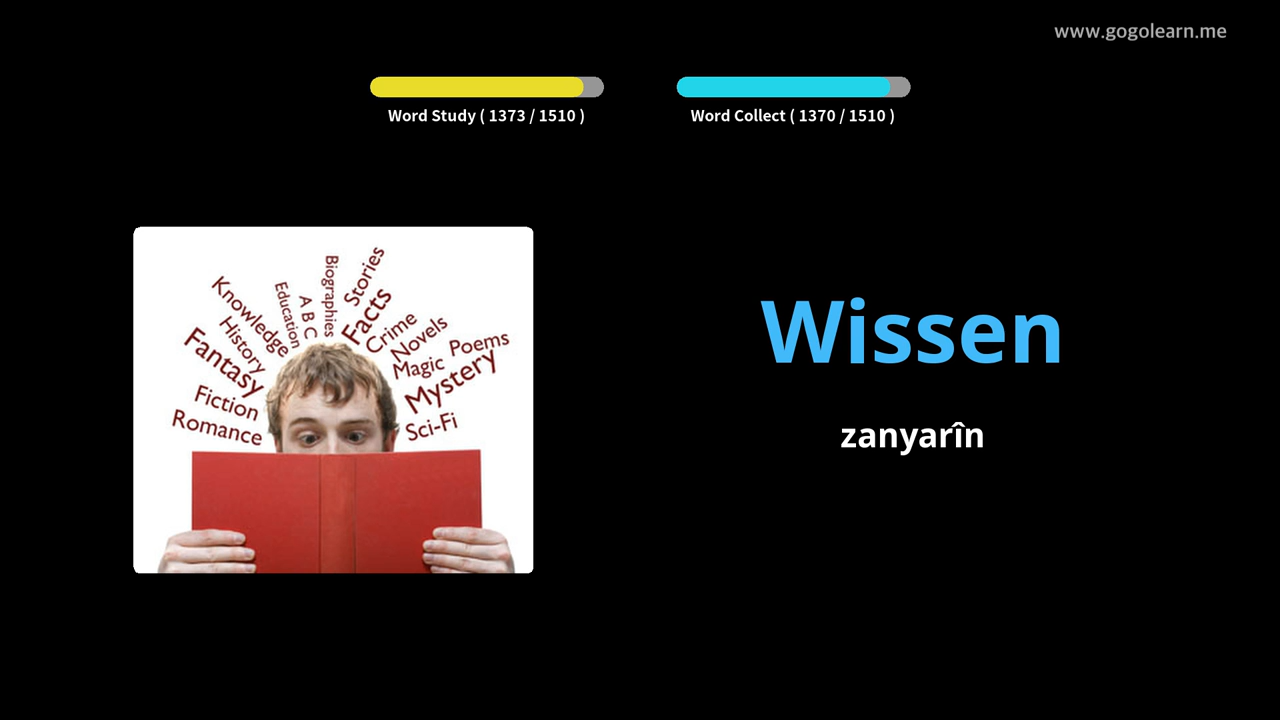 www.gogolearn.me
Word Study ( 1373 / 1510 )
Word Collect ( 1370 / 1510 )
Biographies
Stories
Education
A B C
Facts
Knowledge
Crime
History
Novels
Fantasy
Poems
Magic
Mystery
Fiction
Romance
Sci-Fi
Wissen
zanyarîn